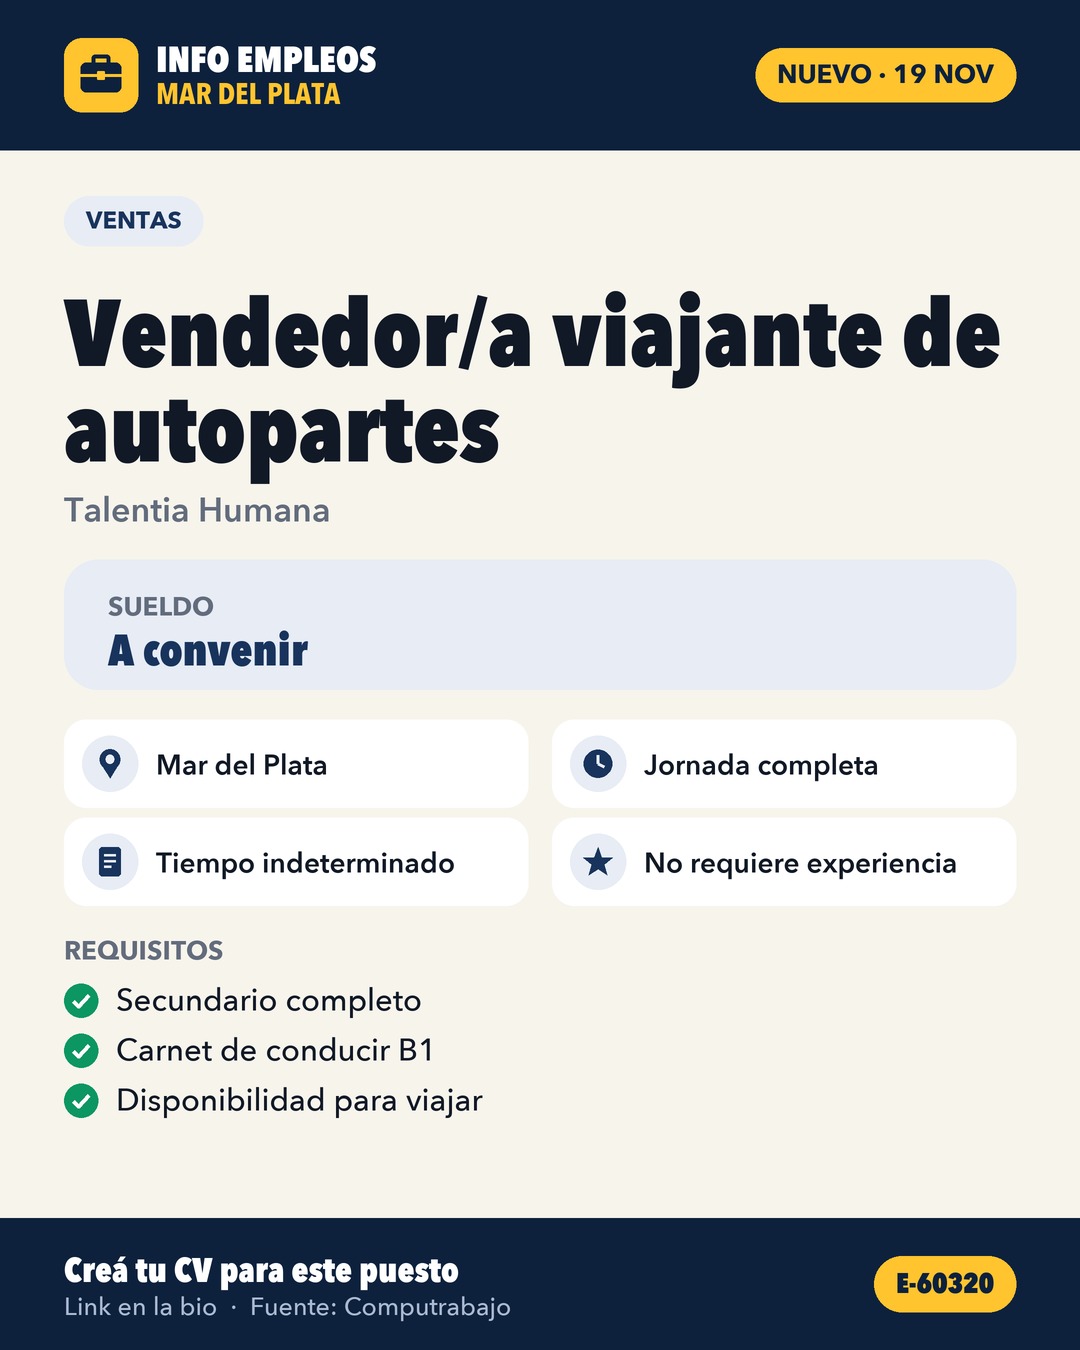 INFO EMPLEOS
MAR DEL PLATA
NUEVO · 19 NOV
VENTAS
Vendedor/a viajante de
autopartes
Talentia Humana
SUELDO
A convenir
Mar del Plata
Jornada completa
Tiempo indeterminado
No requiere experiencia
REQUISITOS
Secundario completo
Carnet de conducir B1
Disponibilidad para viajar
Creá tu CV para este puesto
Link en la bio · Fuente: Computrabajo
E-60320